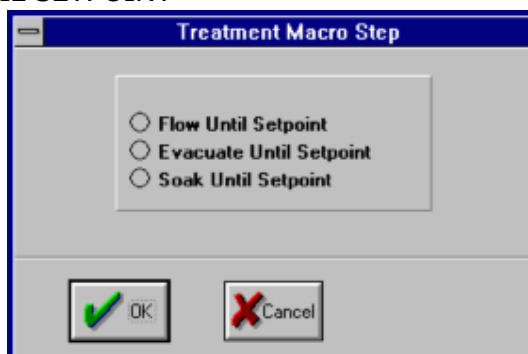 Treatment Macro Step
Flow Until Setpoint
Evacuate Until Setpoint
Soak Until Setpoint
OK
Cancel